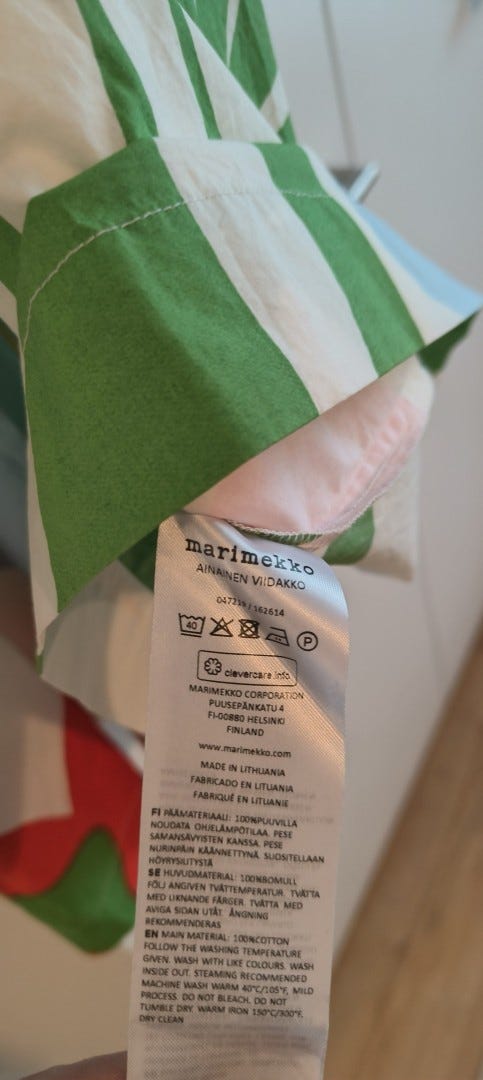 marimekko
AINAINEN VIIDAKKO
047239 / 162614
40 P
clevercare.info
MARIMEKKO CORPORATION
PUUSEPÄNKATU 4
FI-00880 HELSINKI
FINLAND
www.marimekko.com
MADE IN LITHUANIA
FABRICADO EN LITUANIA
FABRIQUÉ EN LITUANIE
FI PÄÄMATERIAALI: 100%PUUVILLA
NOUDATA OHJELÄMPÖTILAA. PESE
SAMANSÄVYISTEN KANSSA. PESE
NURINPÄIN KÄÄNNETTYNÄ. SUOSITELLAAN
HÖYRYSILITYSTÄ
SE HUVUDMATERIAL: 100%BOMULL
FÖLJ ANGIVEN TVÄTTEMPERATUR. TVÄTTA
MED LIKNANDE FÄRGER. TVÄTTA MED
AVIGA SIDAN UTÅT. ÅNGNING
REKOMMENDERAS
EN MAIN MATERIAL: 100%COTTON
FOLLOW THE WASHING TEMPERATURE
GIVEN. WASH WITH LIKE COLOURS. WASH
INSIDE OUT. STEAMING RECOMMENDED
MACHINE WASH WARM 40°C/105°F, MILD
PROCESS. DO NOT BLEACH. DO NOT
TUMBLE DRY. WARM IRON 150°C/300°F.
DRY CLEAN